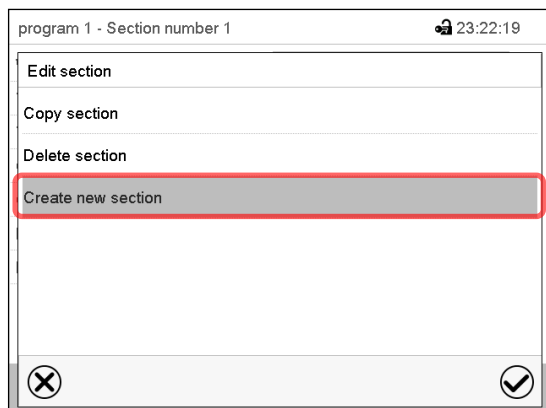 program 1 - Section number 1 23:22:19
Edit section
Copy section
Delete section
Create new section